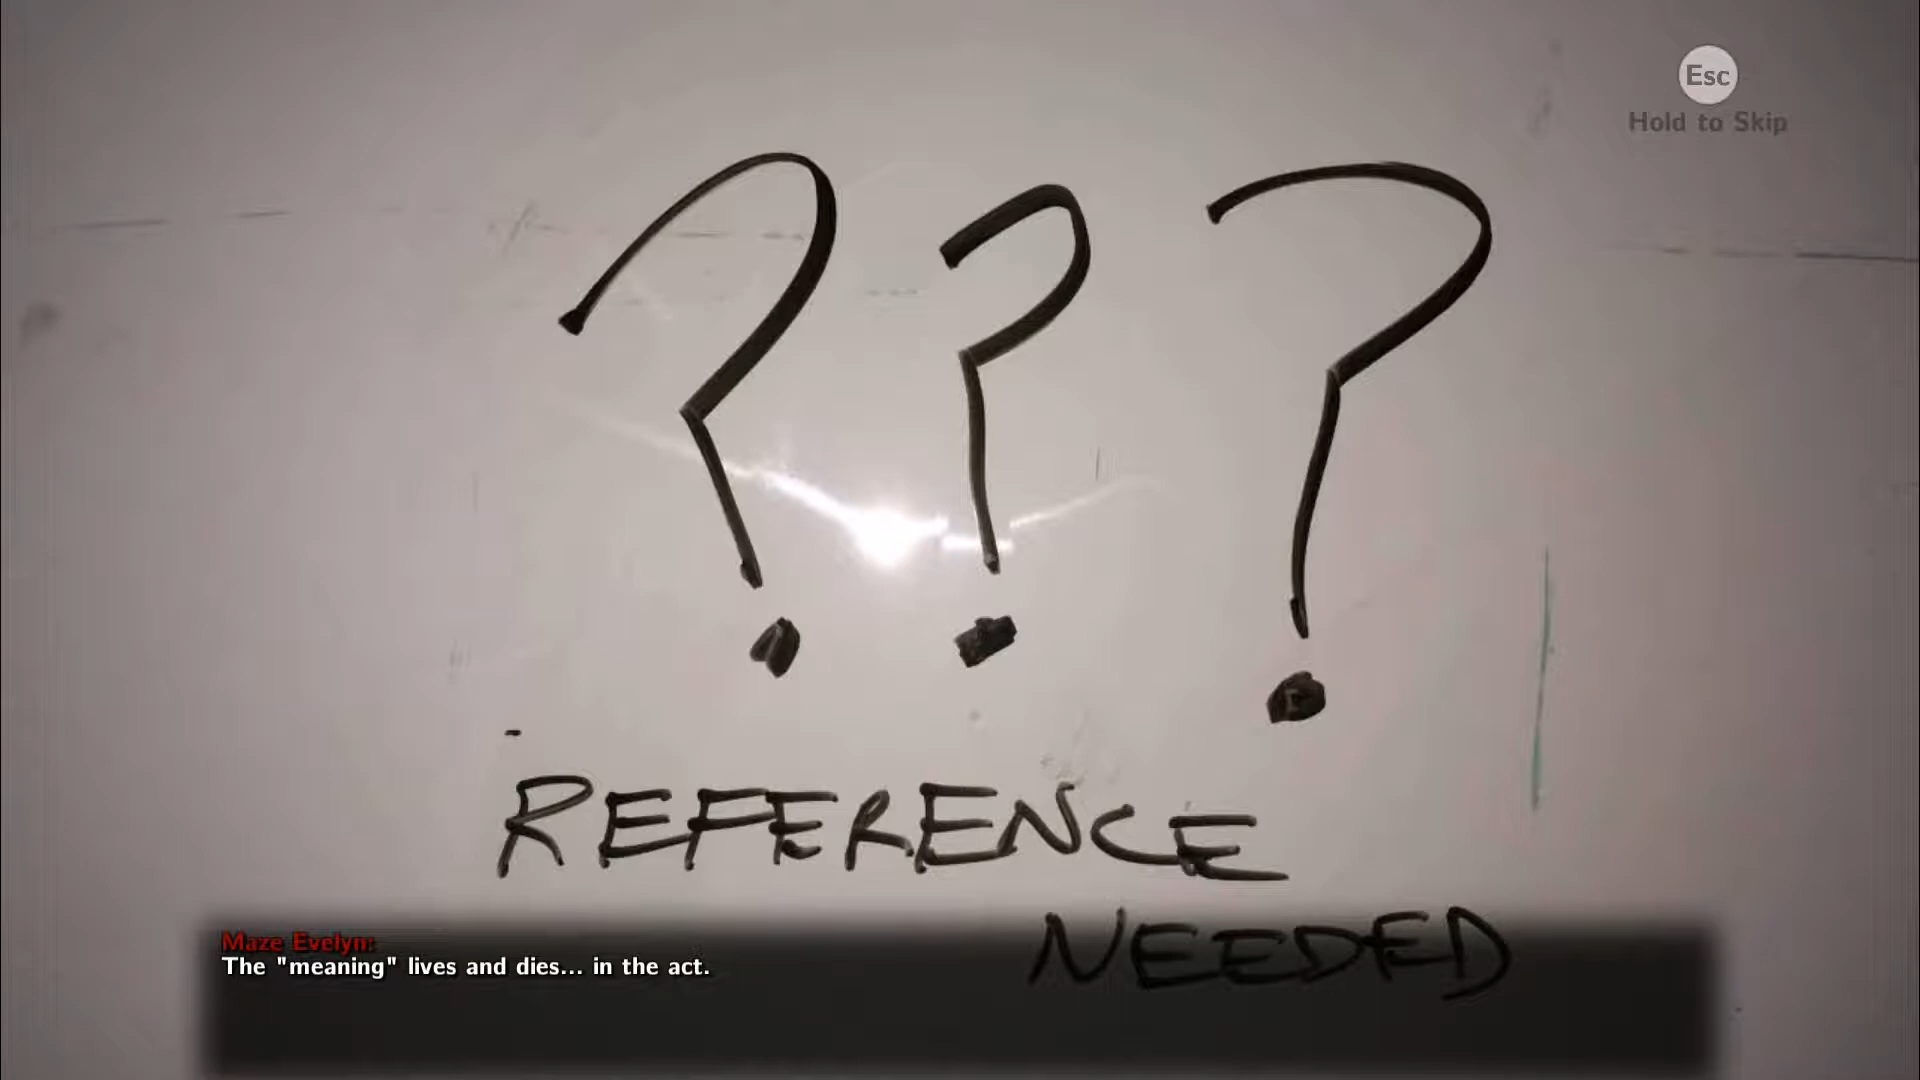 Esc
Hold to Skip
???
REFERENCE
NEEDED
Maze Evelyn:
The "meaning" lives and dies... in the act.